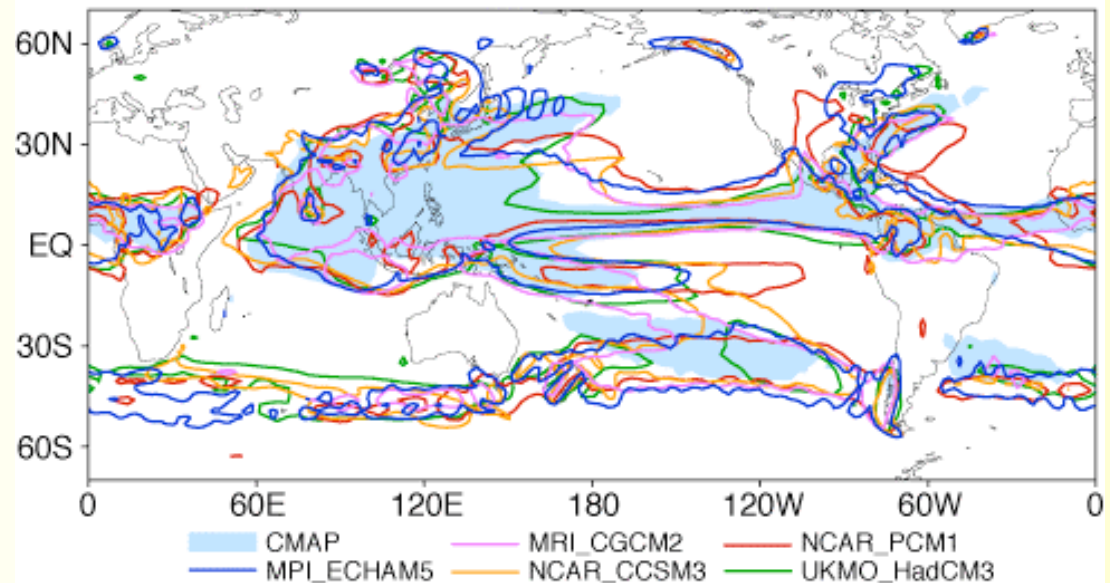 60N
30N
EQ
30S
60S
0 60E 120E 180 120W 60W 0
CMAP MRI_CGCM2 NCAR_PCM1
MPI_ECHAM5 NCAR_CCSM3 UKMO_HadCM3